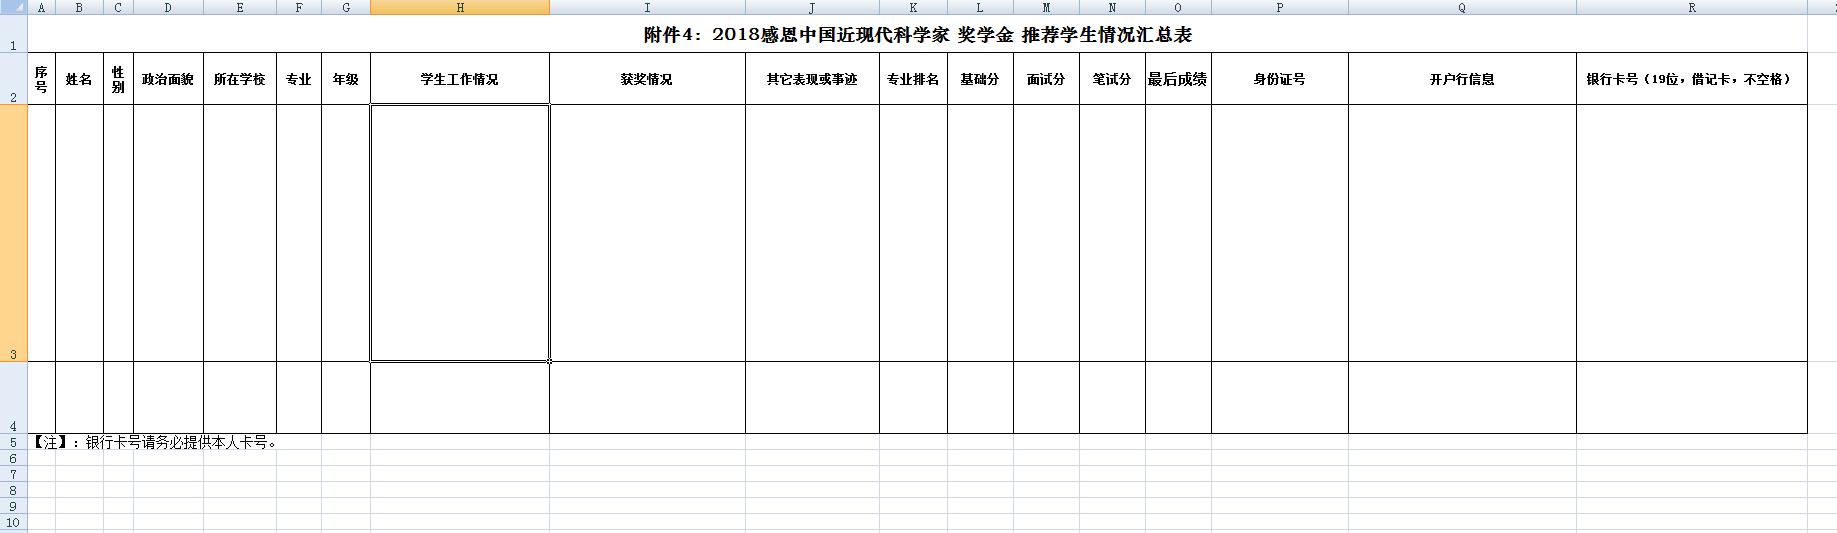 A B C D E F G H I J K L M N O P Q R
1 附件4：2018感恩中国近现代科学家 奖学金 推荐学生情况汇总表
2 序号 姓名 性别 政治面貌 所在学校 专业 年级 学生工作情况 获奖情况 其它表现或事迹 专业排名 基础分 面试分 笔试分 最后成绩 身份证号 开户行信息 银行卡号（19位，借记卡，不空格）
3
4
5 【注】：银行卡号请务必提供本人卡号。
6
7
8
9
10